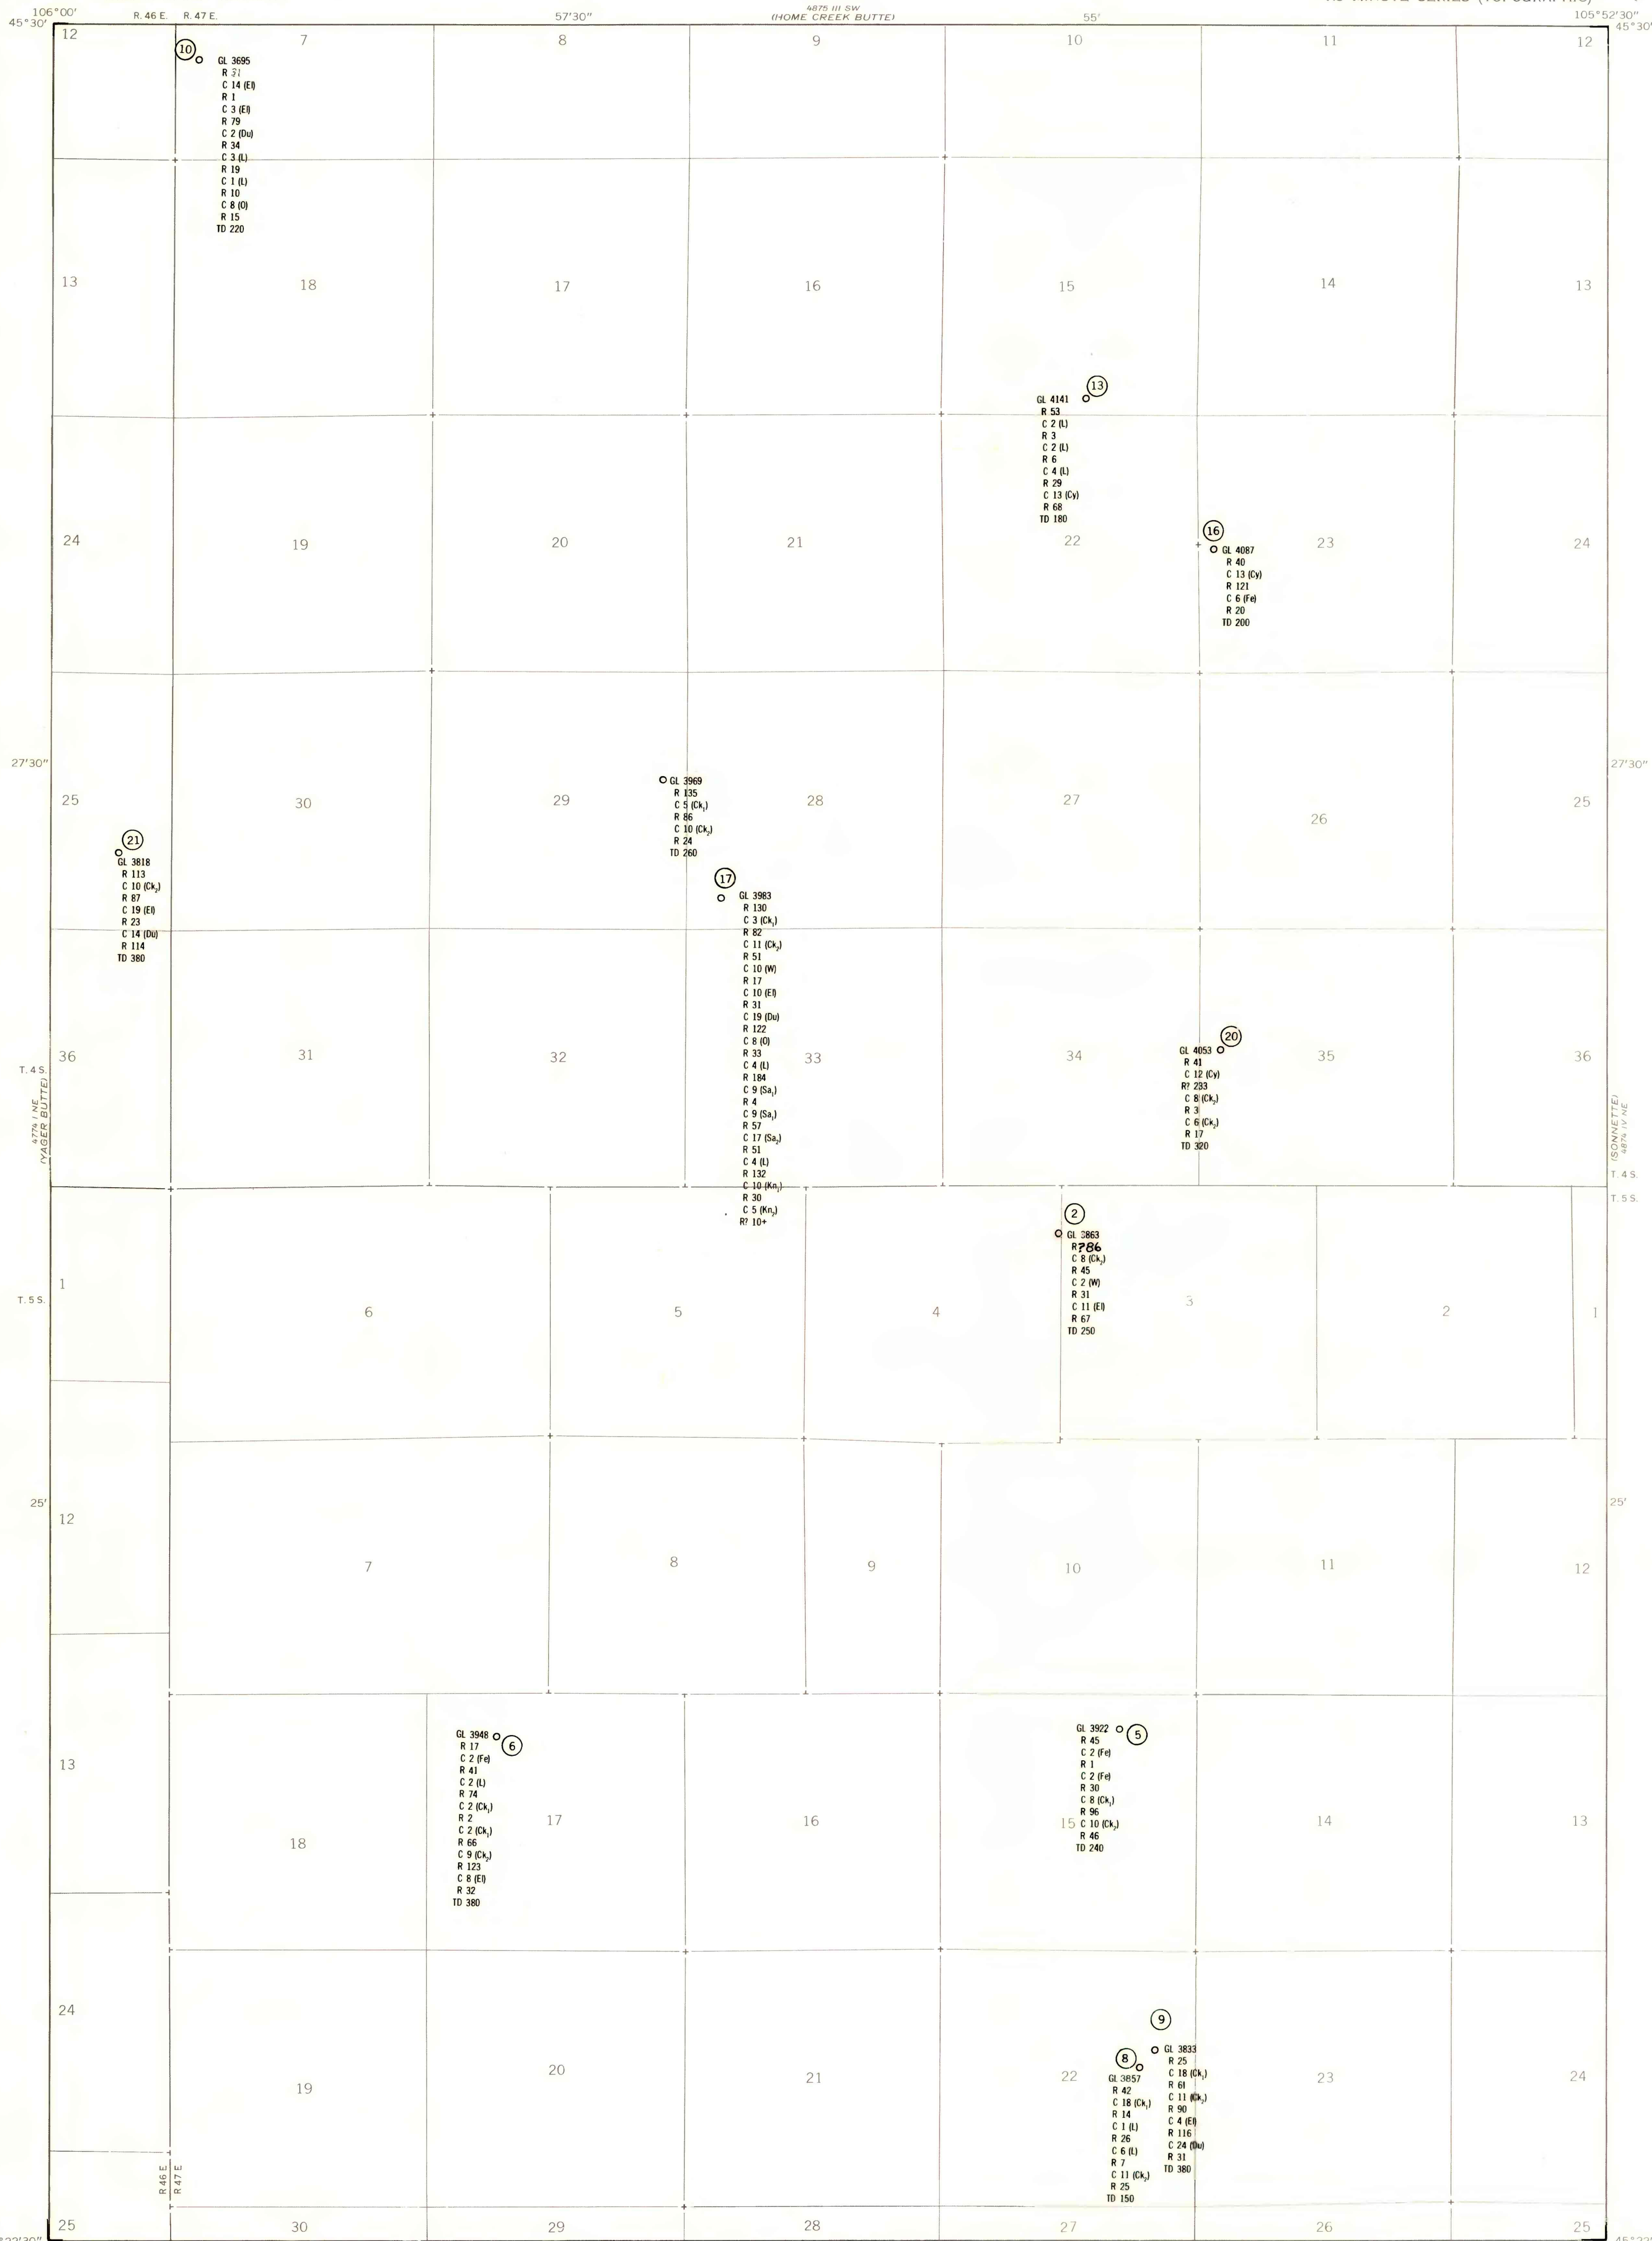 106°00'
R. 46 E. R. 47 E.
57'30"
4875 III SW
(HOME CREEK BUTTE)
55'
105°52'30"
45°30'
45°30'
12
7
8
9
10
11
12
10
GL 3695
R 31
C 14 (El)
R 1
C 3 (El)
R 79
C 2 (Du)
R 34
C 3 (L)
R 19
C 1 (L)
R 10
C 8 (O)
R 15
TD 220
13
18
17
16
15
14
13
13
GL 4141
R 53
C 2 (L)
R 3
C 2 (L)
R 6
C 4 (L)
R 29
C 13 (Cy)
R 68
TD 180
24
19
20
21
22
23
24
16
GL 4087
R 40
C 13 (Cy)
R 121
C 6 (Fe)
R 20
TD 200
27'30"
27'30"
25
30
29
28
27
26
25
GL 3969
R 135
C 5 (Ck₁)
R 86
C 10 (Ck₂)
R 24
TD 260
21
GL 3818
R 113
C 10 (Ck₂)
R 87
C 19 (El)
R 23
C 14 (Du)
R 114
TD 380
17
GL 3983
R 130
C 3 (Ck₁)
R 82
C 11 (Ck₂)
R 51
C 10 (W)
R 17
C 10 (El)
R 31
C 19 (Du)
R 122
C 8 (O)
R 33
C 4 (L)
R 184
C 9 (Sa₁)
R 4
C 9 (Sa₁)
R 57
C 17 (Sa₂)
R 51
C 4 (L)
R 132
C 10 (Kn₁)
R 30
C 5 (Kn₂)
R? 10+
36
31
32
33
34
35
36
20
GL 4053
R 41
C 12 (Cy)
R? 233
C 8 (Ck₂)
R 3
C 6 (Ck₂)
R 17
TD 320
T. 4 S.
4774 I NE
(YAGER BUTTE)
(SONNETTE)
4874 IV NE
T. 4 S.
T. 5 S.
2
GL 3863
R?86
C 8 (Ck₂)
R 45
C 2 (W)
R 31
C 11 (El)
R 67
TD 250
1
T. 5 S.
6
5
4
3
2
1
25'
25'
12
7
8
9
10
11
12
GL 3948
6
R 17
C 2 (Fe)
R 41
C 2 (L)
R 74
C 2 (Ck₁)
R 2
C 2 (Ck₁)
R 66
C 9 (Ck₂)
R 123
C 8 (El)
R 32
TD 380
GL 3922
5
R 45
C 2 (Fe)
R 1
C 2 (Fe)
R 30
C 8 (Ck₁)
R 96
C 10 (Ck₂)
R 46
TD 240
13
18
17
16
15
14
13
24
19
20
21
22
23
24
9
GL 3833
R 25
C 18 (Ck₁)
R 61
C 11 (Ck₂)
R 90
C 4 (El)
R 116
C 24 (Du)
R 31
TD 380
8
GL 3857
R 42
C 18 (Ck₁)
R 14
C 1 (L)
R 26
C 6 (L)
R 7
C 11 (Ck₂)
R 25
TD 150
R 46 E
R 47 E
25
30
29
28
27
26
25